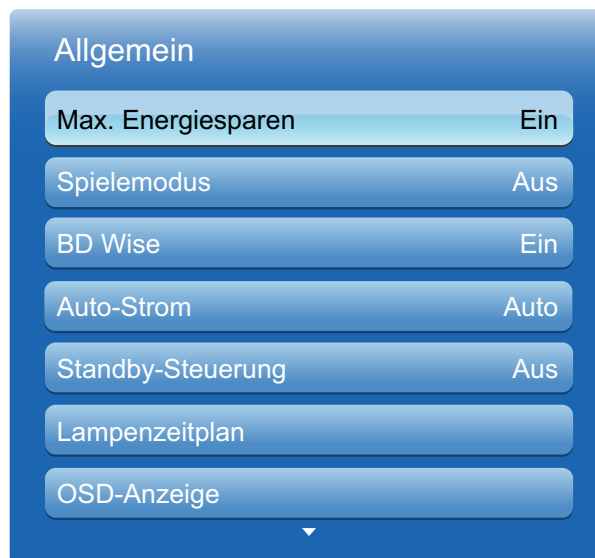 Allgemein
Max. Energiesparen Ein
Spielemodus Aus
BD Wise Ein
Auto-Strom Auto
Standby-Steuerung Aus
Lampenzeitplan
OSD-Anzeige